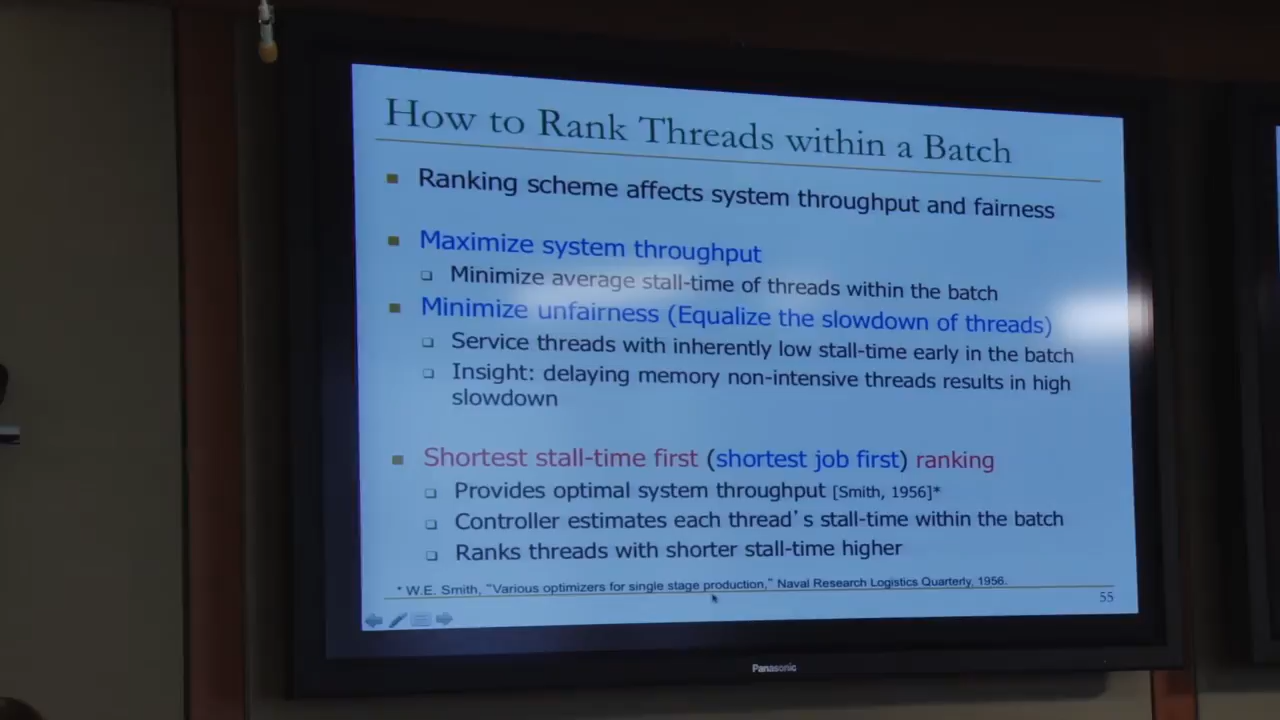 How to Rank Threads within a Batch
Ranking scheme affects system throughput and fairness
Maximize system throughput
Minimize average stall-time of threads within the batch
Minimize unfairness (Equalize the slowdown of threads)
Service threads with inherently low stall-time early in the batch
Insight: delaying memory non-intensive threads results in high
slowdown
Shortest stall-time first (shortest job first) ranking
Provides optimal system throughput [Smith, 1956]*
Controller estimates each thread's stall-time within the batch
Ranks threads with shorter stall-time higher
* W.E. Smith, "Various optimizers for single stage production," Naval Research Logistics Quarterly, 1956.
55
Panasonic